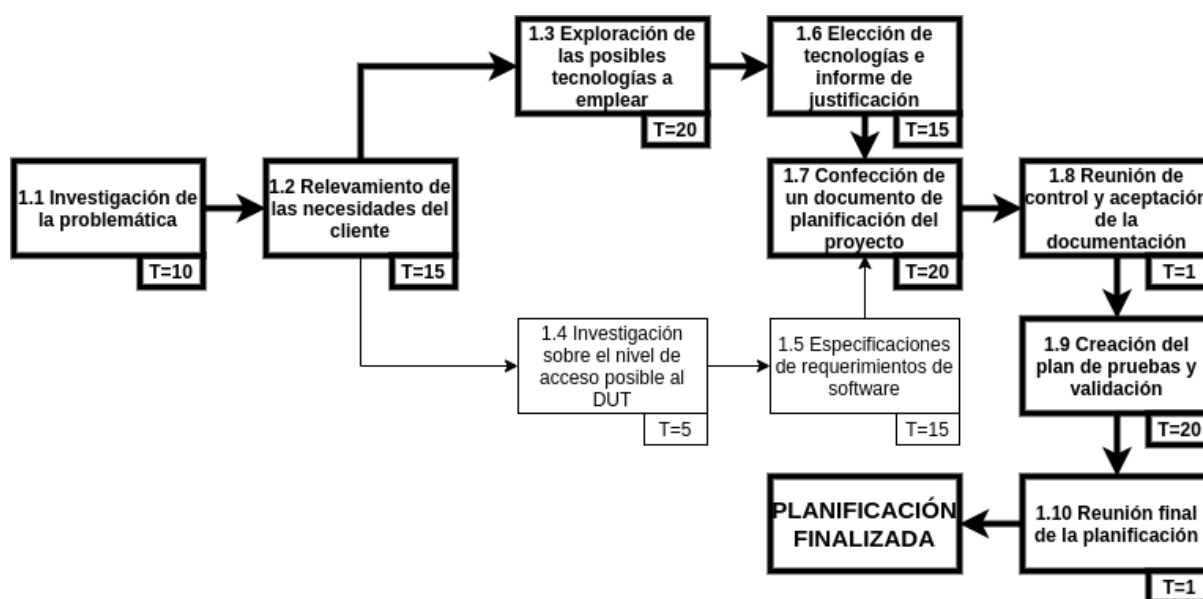 1.3 Exploración de
las posibles
tecnologías a
emplear
T=20
1.6 Elección de
tecnologías e
informe de
justificación
T=15
1.1 Investigación de
la problemática
T=10
1.2 Relevamiento de
las necesidades del
cliente
T=15
1.7 Confección de
un documento de
planificación del
proyecto
T=20
1.8 Reunión de
control y aceptación
de la
documentación
T=1
1.4 Investigación
sobre el nivel de
acceso posible al
DUT
T=5
1.5 Especificaciones
de requerimientos de
software
T=15
1.9 Creación del
plan de pruebas y
validación
T=20
PLANIFICACIÓN
FINALIZADA
1.10 Reunión final
de la planificación
T=1